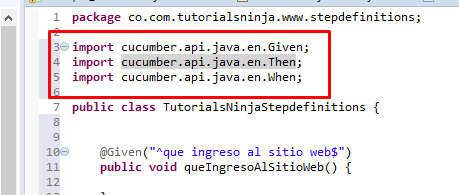 1 package co.com.tutorialsninja.www.stepdefinitions;
2
3 import cucumber.api.java.en.Given;
4 import cucumber.api.java.en.Then;
5 import cucumber.api.java.en.When;
6
7 public class TutorialsNinjaStepdefinitions {
8
9
10 @Given("^que ingreso al sitio web$")
11 public void queIngresoAlSitioWeb() {
12
13 }